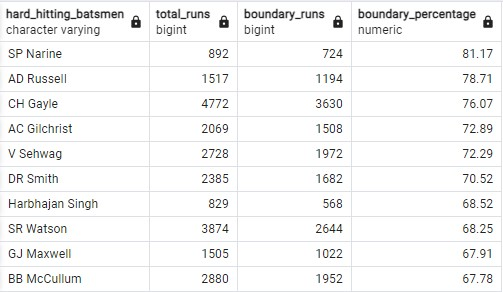 hard_hitting_batsmen total_runs boundary_runs boundary_percentage
character varying bigint bigint numeric
SP Narine 892 724 81.17
AD Russell 1517 1194 78.71
CH Gayle 4772 3630 76.07
AC Gilchrist 2069 1508 72.89
V Sehwag 2728 1972 72.29
DR Smith 2385 1682 70.52
Harbhajan Singh 829 568 68.52
SR Watson 3874 2644 68.25
GJ Maxwell 1505 1022 67.91
BB McCullum 2880 1952 67.78